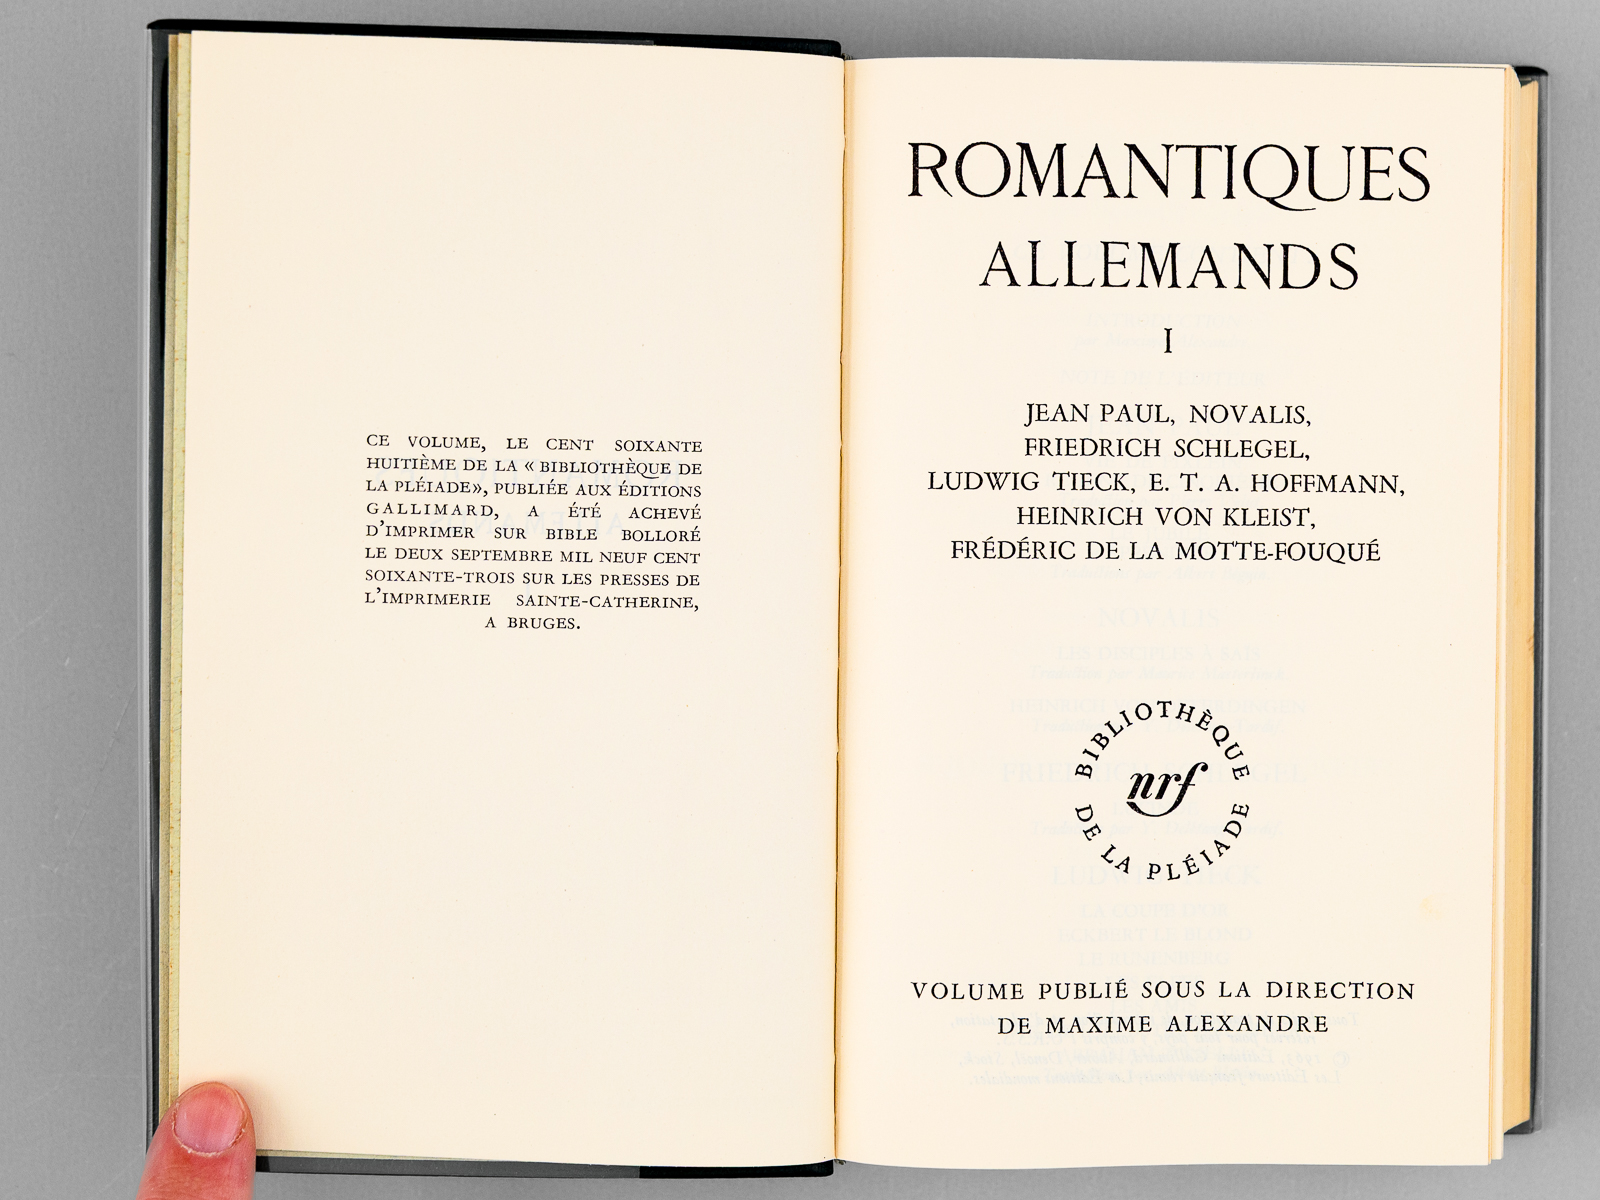 CE VOLUME, LE CENT SOIXANTE
HUITIÈME DE LA « BIBLIOTHÈQUE DE
LA PLÉIADE», PUBLIÉE AUX ÉDITIONS
GALLIMARD, A ÉTÉ ACHEVÉ
D'IMPRIMER SUR BIBLE BOLLORÉ
LE DEUX SEPTEMBRE MIL NEUF CENT
SOIXANTE-TROIS SUR LES PRESSES DE
L'IMPRIMERIE SAINTE-CATHERINE,
A BRUGES.
ROMANTIQUES
ALLEMANDS
I
JEAN PAUL, NOVALIS,
FRIEDRICH SCHLEGEL,
LUDWIG TIECK, E. T. A. HOFFMANN,
HEINRICH VON KLEIST,
FRÉDÉRIC DE LA MOTTE-FOUQUÉ
BIBLIOTHÈQUE
nrf
DE LA PLÉIADE
VOLUME PUBLIÉ SOUS LA DIRECTION
DE MAXIME ALEXANDRE